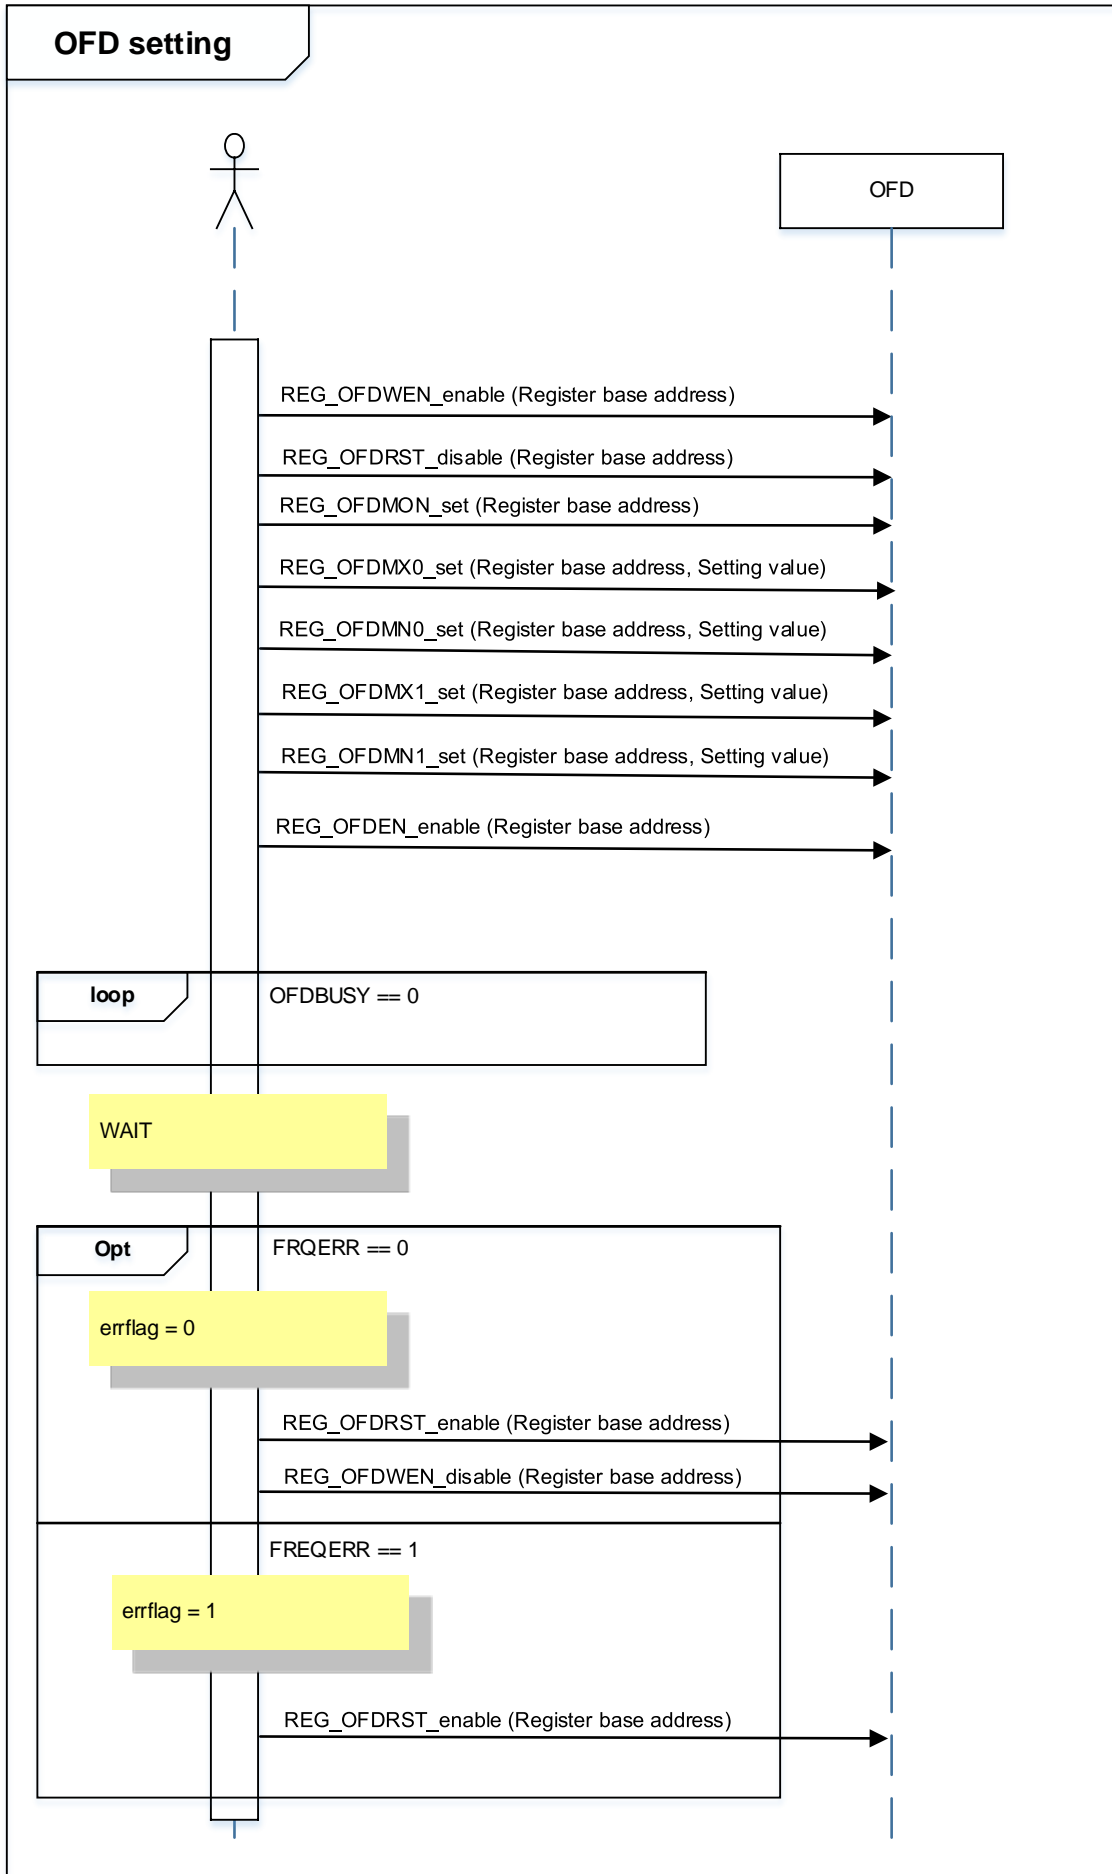 OFD setting
OFD
REG_OFDWEN_enable (Register base address)
REG_OFDRST_disable (Register base address)
REG_OFDMON_set (Register base address)
REG_OFDMX0_set (Register base address, Setting value)
REG_OFDMN0_set (Register base address, Setting value)
REG_OFDMX1_set (Register base address, Setting value)
REG_OFDMN1_set (Register base address, Setting value)
REG_OFDEN_enable (Register base address)
loop
OFDBUSY == 0
WAIT
Opt
FRQERR == 0
errflag = 0
REG_OFDRST_enable (Register base address)
REG_OFDWEN_disable (Register base address)
FREQERR == 1
errflag = 1
REG_OFDRST_enable (Register base address)